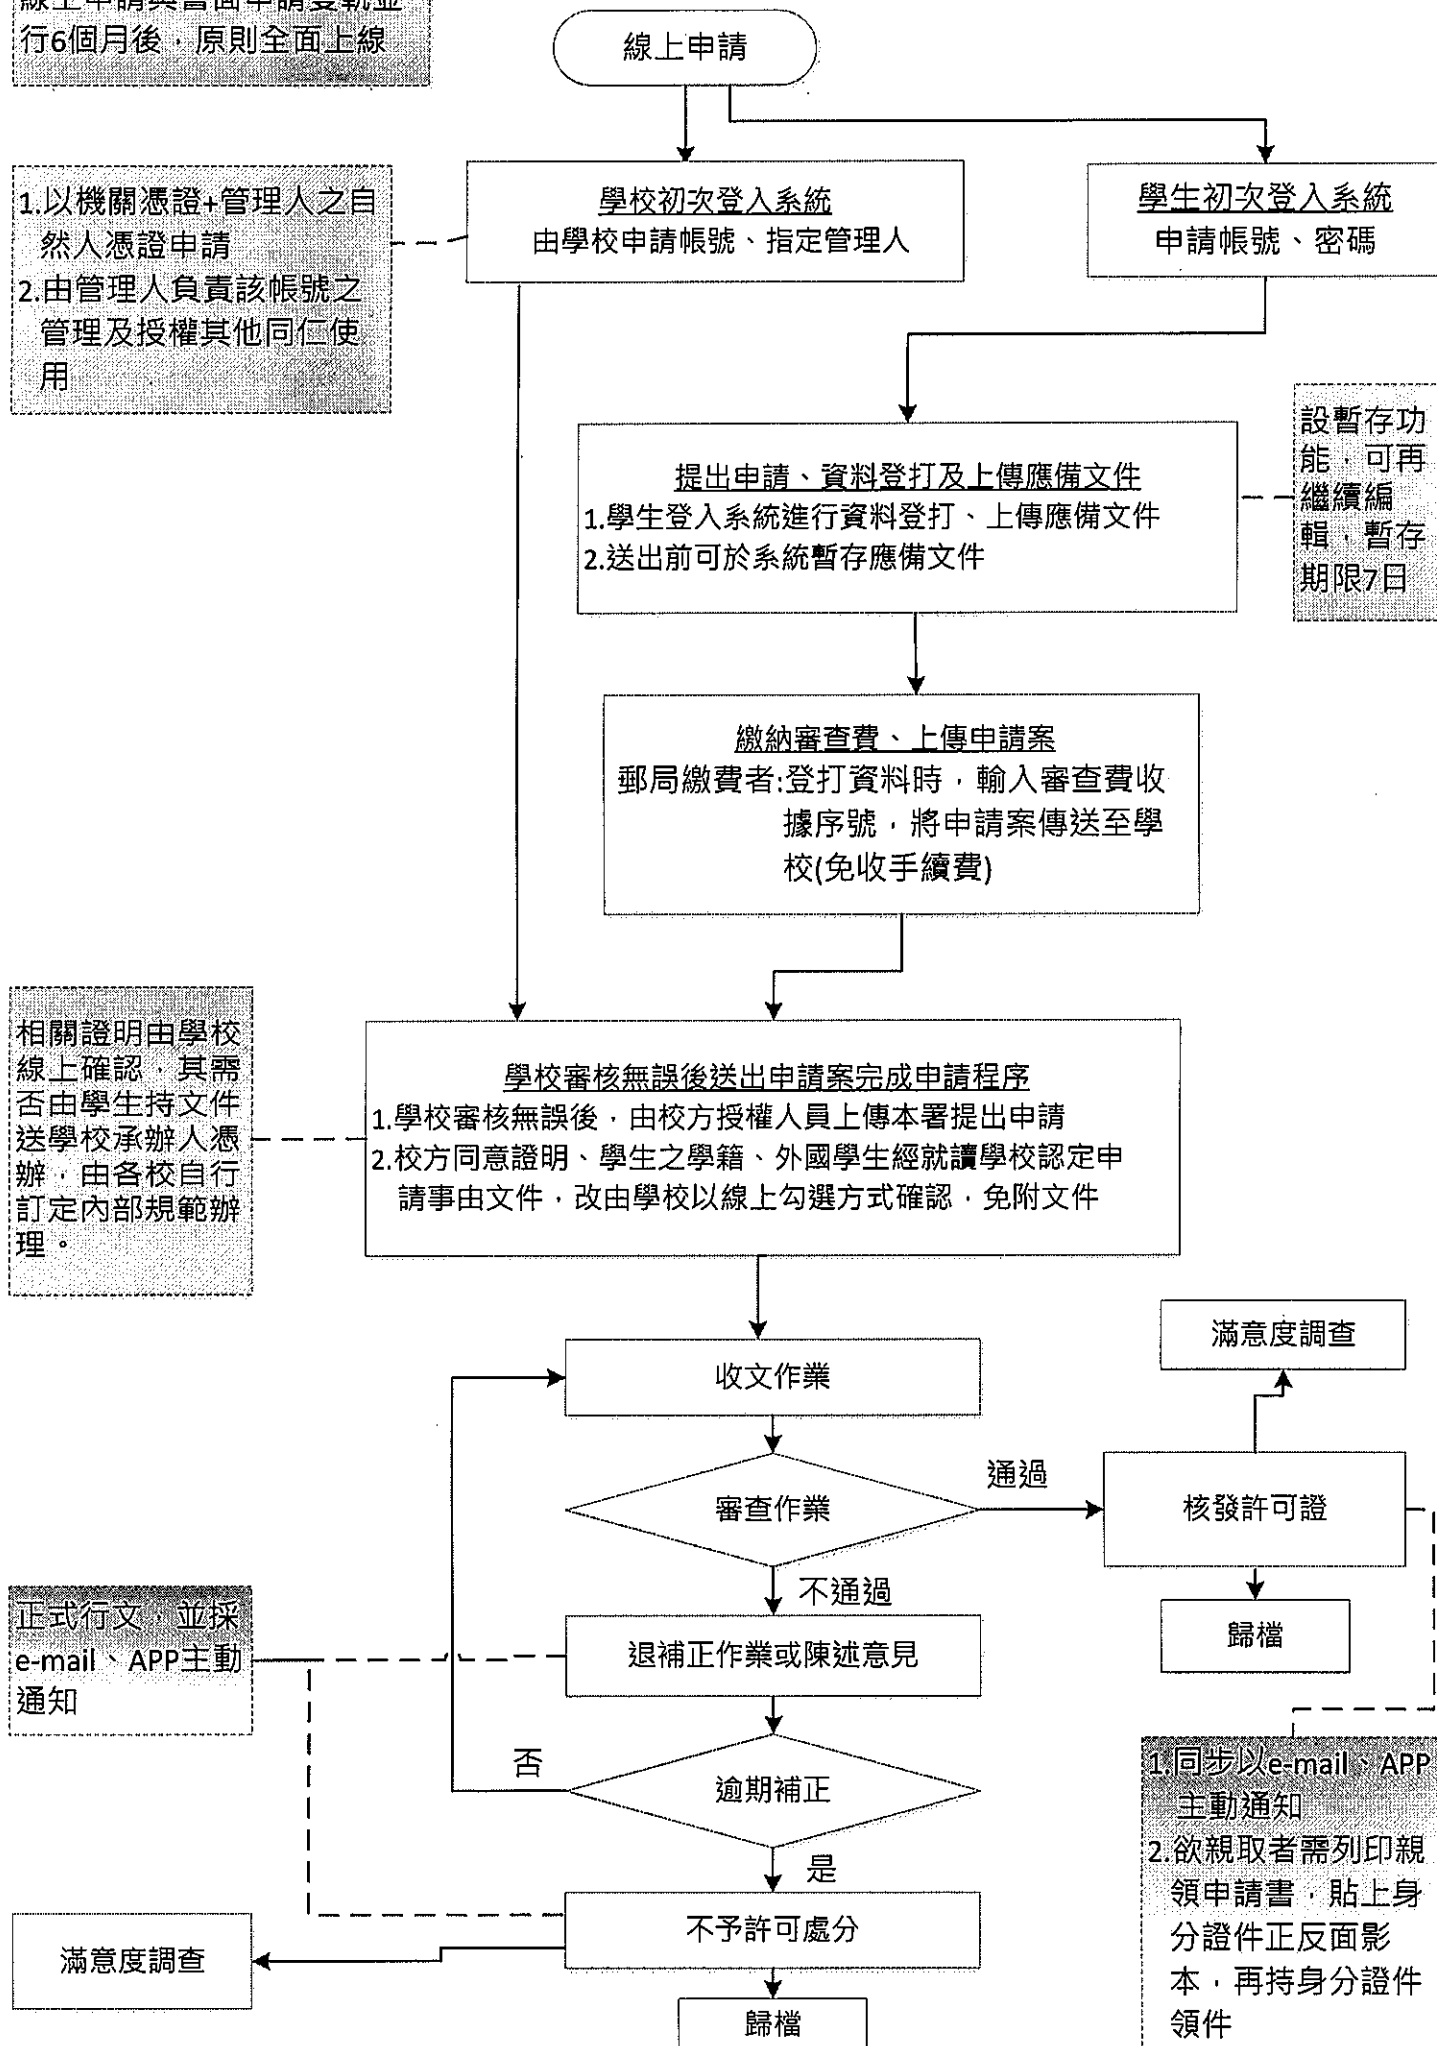 線上申請與書面申請雙軌並
行6個月後，原則全面上線
線上申請
學校初次登入系統
由學校申請帳號、指定管理人
學生初次登入系統
申請帳號、密碼
1.以機關憑證+管理人之自
然人憑證申請
2.由管理人負責該帳號之
管理及授權其他同仁使
用
提出申請、資料登打及上傳應備文件
1.學生登入系統進行資料登打、上傳應備文件
2.送出前可於系統暫存應備文件
設暫存功
能，可再
繼續編
輯，暫存
期限7日
繳納審查費、上傳申請案
郵局繳費者:登打資料時，輸入審查費收
據序號，將申請案傳送至學
校(免收手續費)
相關證明由學校
線上確認，其需
否由學生持文件
送學校承辦人憑
辦，由各校自行
訂定內部規範辦
理。
學校審核無誤後送出申請案完成申請程序
1.學校審核無誤後，由校方授權人員上傳本署提出申請
2.校方同意證明、學生之學籍、外國學生經就讀學校認定申
請事由文件，改由學校以線上勾選方式確認，免附文件
收文作業
滿意度調查
審查作業
通過
核發許可證
不通過
歸檔
正式行文，並採
e-mail、APP主動
通知
退補正作業或陳述意見
否
逾期補正
是
1.同步以e-mail、APP
主動通知
2.欲親取者需列印親
領申請書，貼上身
分證件正反面影
本，再持身分證件
領件
不予許可處分
滿意度調查
歸檔